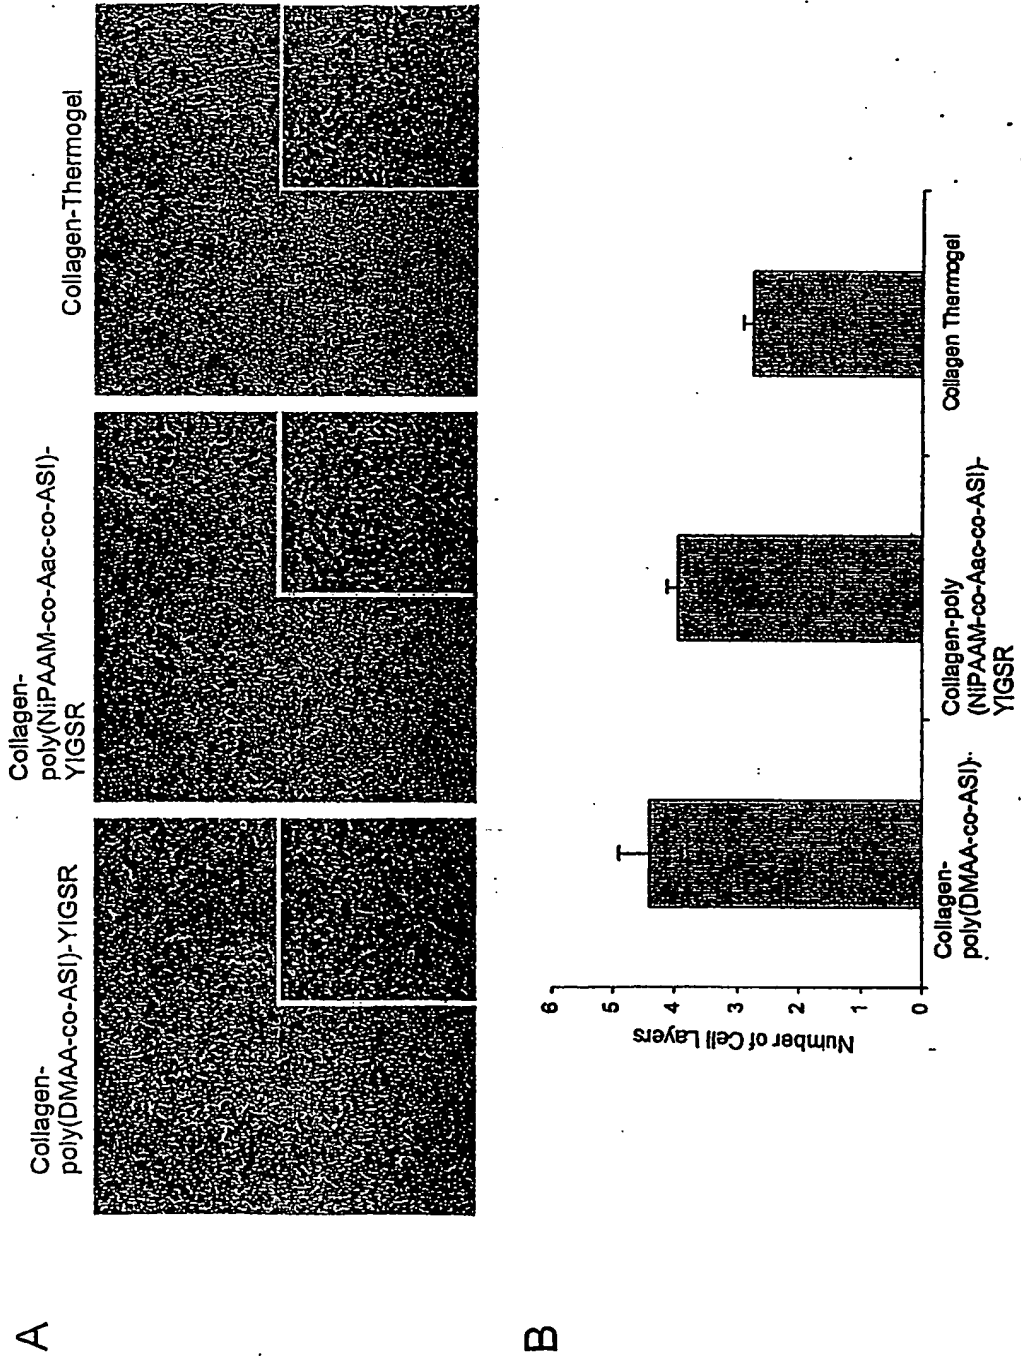 A
Collagen-
poly(DMAA-co-ASI)-YIGSR
Collagen-
poly(NiPAAM-co-Aac-co-ASI)-
YIGSR
Collagen-Thermogel
B
Number of Cell Layers
6
5
4
3
2
1
0
Collagen-
poly(DMAA-co-ASI)-
Collagen-poly
(NiPAAM-co-Aac-co-ASI)-
YIGSR
Collagen Thermogel